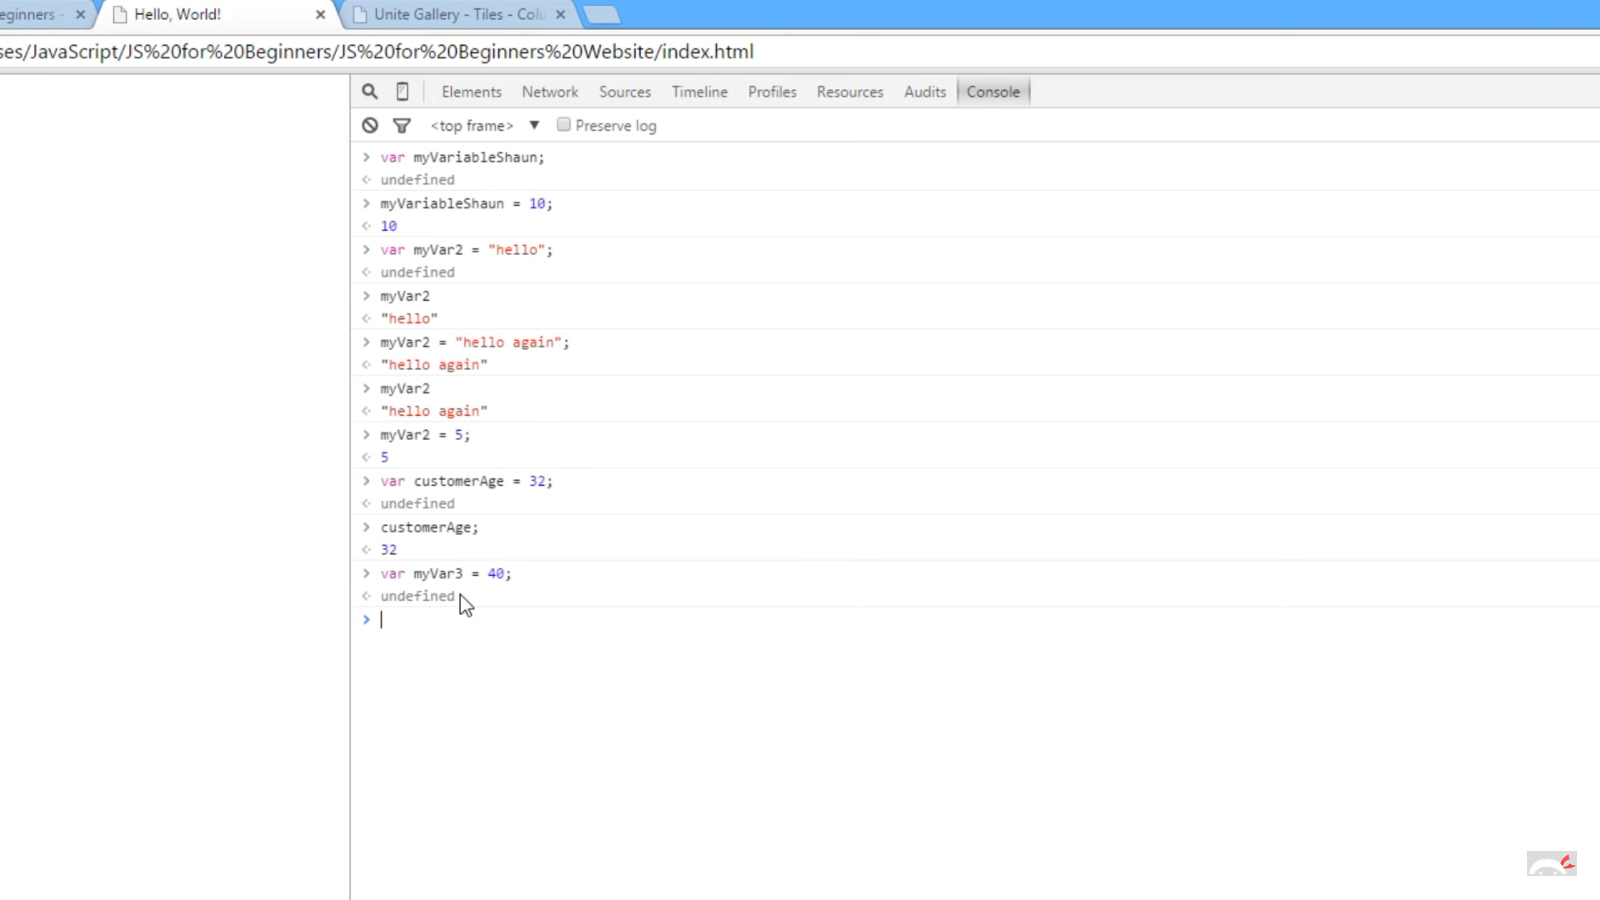 eginners -
Hello, World!
Unite Gallery - Tiles - Colu
ses/JavaScript/JS%20for%20Beginners/JS%20for%20Beginners%20Website/index.html
Elements Network Sources Timeline Profiles Resources Audits Console
<top frame> ▼ Preserve log
> var myVariableShaun;
< undefined
> myVariableShaun = 10;
< 10
> var myVar2 = "hello";
< undefined
> myVar2
< "hello"
> myVar2 = "hello again";
< "hello again"
> myVar2
< "hello again"
> myVar2 = 5;
< 5
> var customerAge = 32;
< undefined
> customerAge;
< 32
> var myVar3 = 40;
< undefined
>